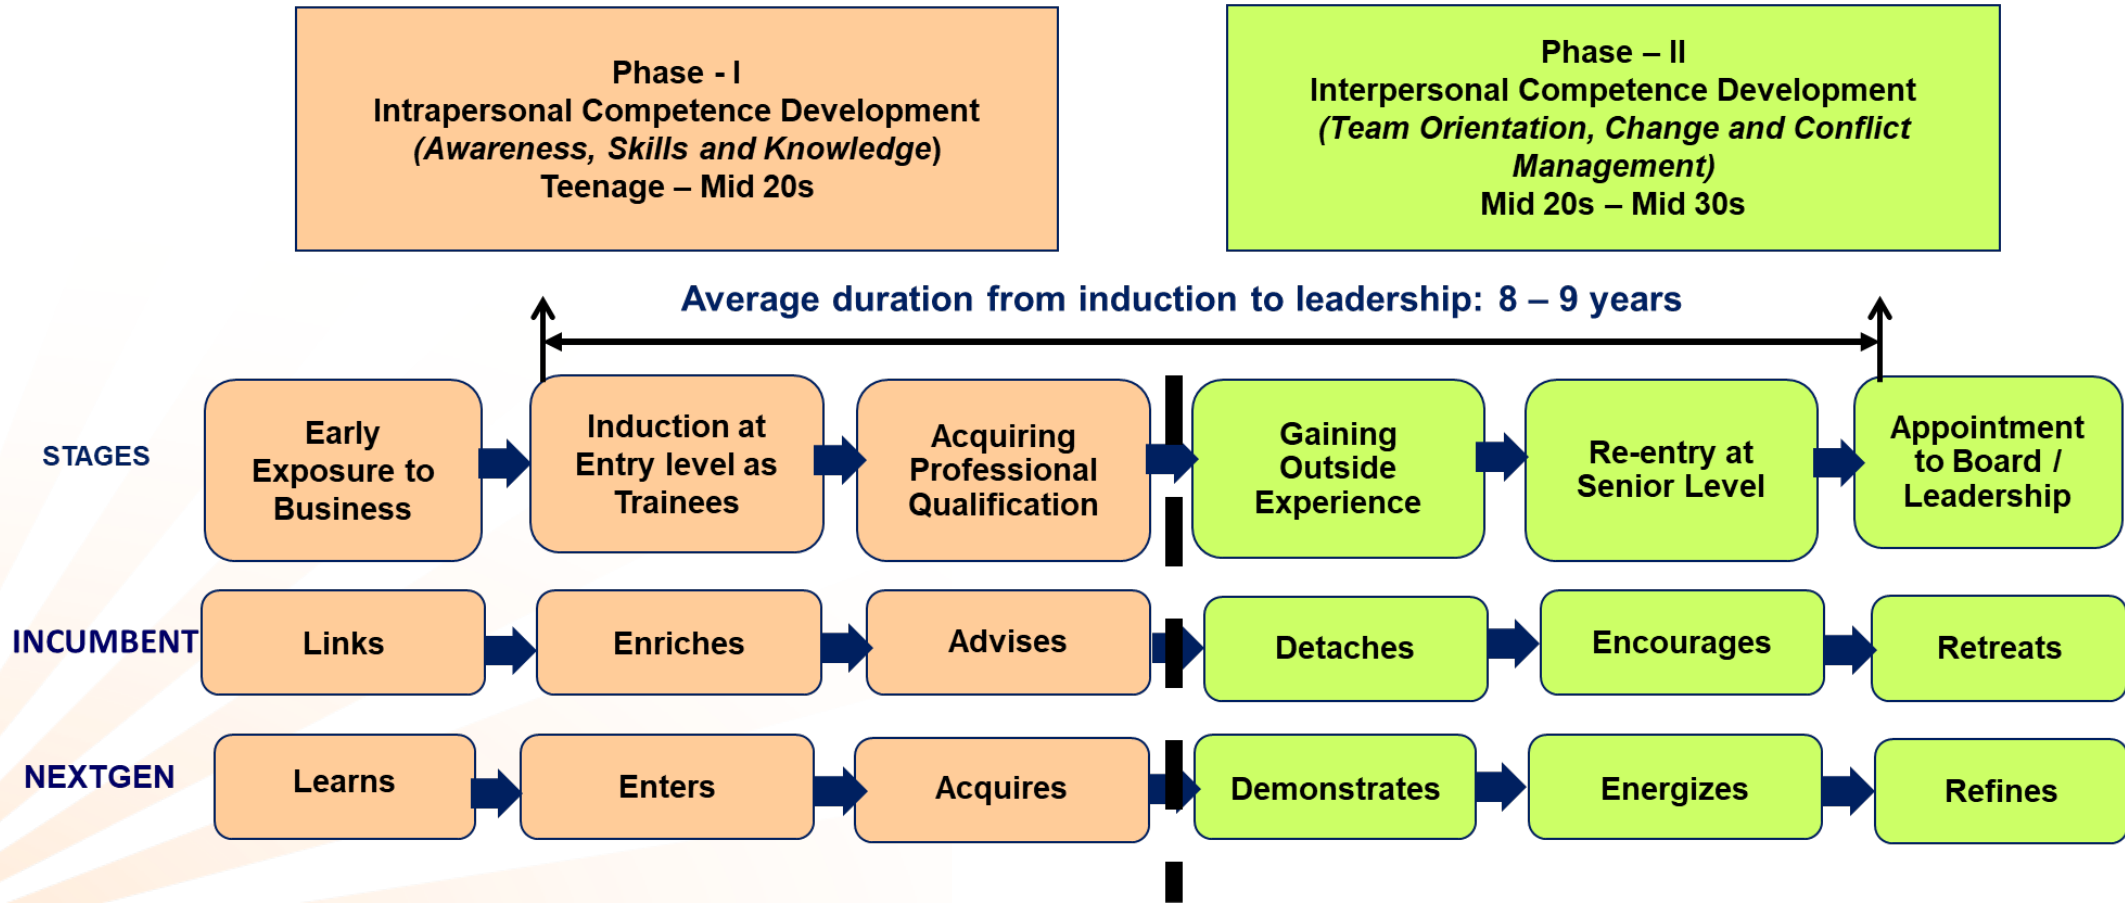 Phase - I
Intrapersonal Competence Development
(Awareness, Skills and Knowledge)
Teenage – Mid 20s
Phase – II
Interpersonal Competence Development
(Team Orientation, Change and Conflict
Management)
Mid 20s – Mid 30s
Average duration from induction to leadership: 8 – 9 years
STAGES
Early
Exposure to
Business
Induction at
Entry level as
Trainees
Acquiring
Professional
Qualification
Gaining
Outside
Experience
Re-entry at
Senior Level
Appointment
to Board /
Leadership
INCUMBENT
Links
Enriches
Advises
Detaches
Encourages
Retreats
NEXTGEN
Learns
Enters
Acquires
Demonstrates
Energizes
Refines